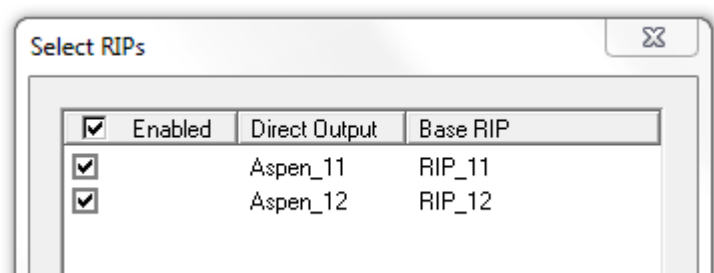 Select RIPs
Enabled Direct Output Base RIP
Aspen_11 RIP_11
Aspen_12 RIP_12